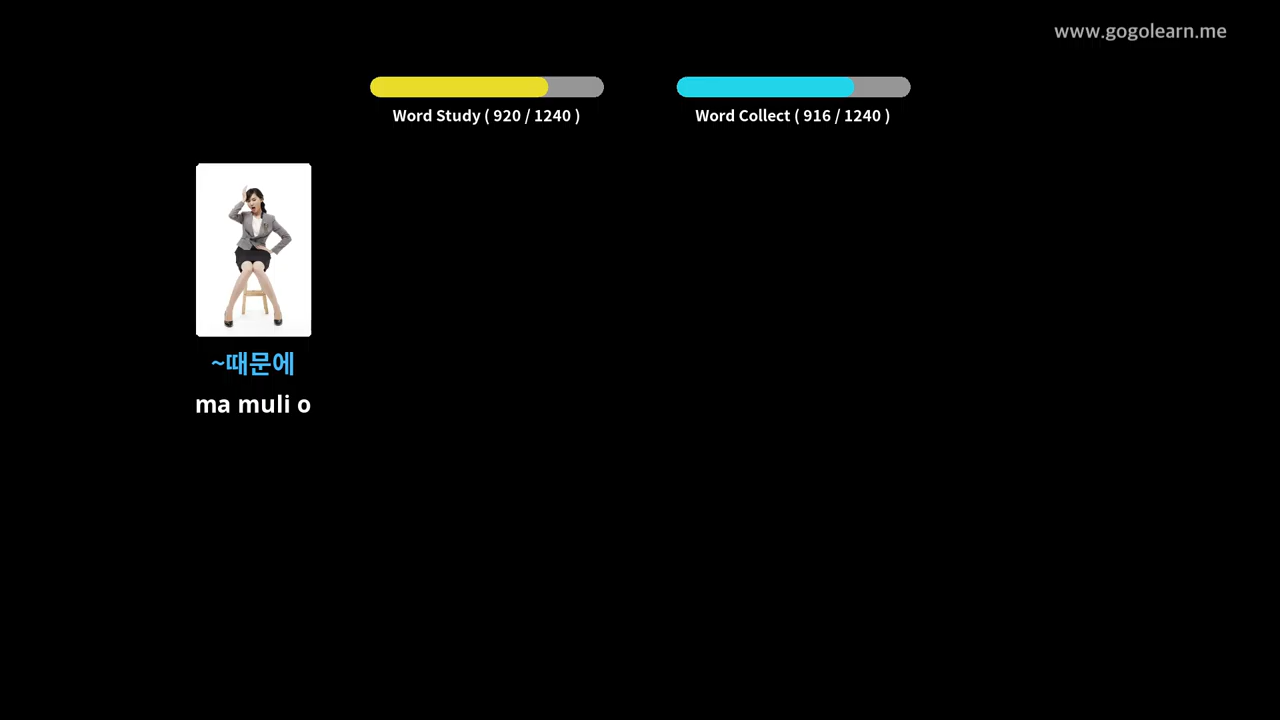 www.gogolearn.me
Word Study ( 920 / 1240 )
Word Collect ( 916 / 1240 )
~때문에
ma muli o